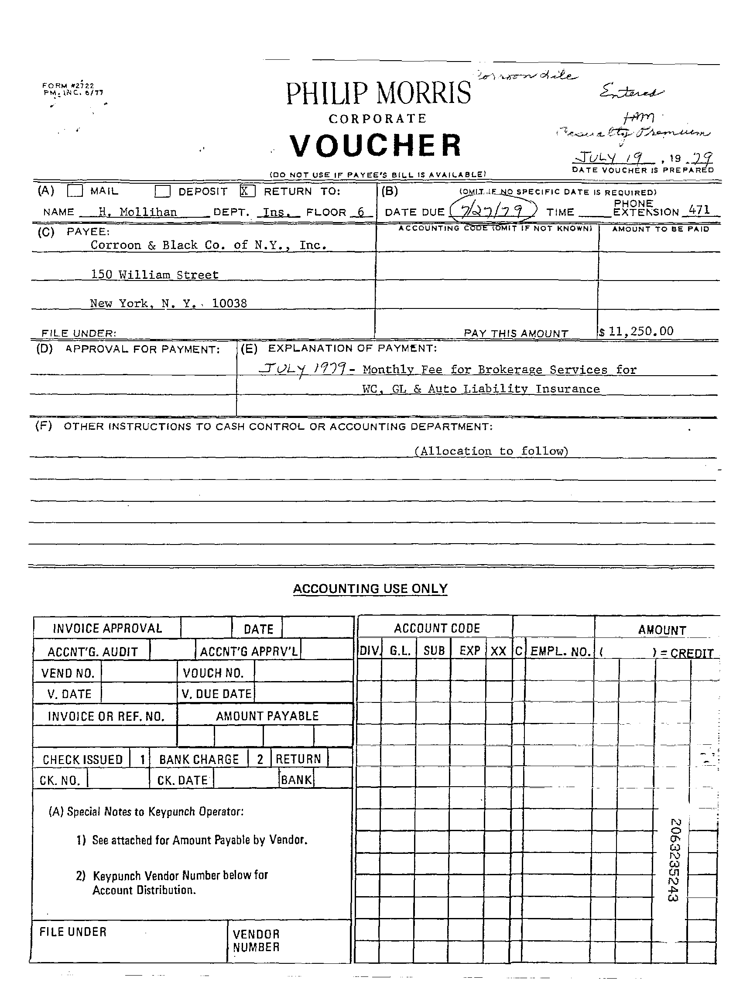 FORM #2722
PM. INC. 6/77
Entered
PHILIP MORRIS
CORPORATE
VOUCHER
(DO NOT USE IF PAYEE'S BILL IS AVAILABLE)
JULY 19, 1979
DATE VOUCHER IS PREPARED
(A) MAIL DEPOSIT X RETURN TO:
NAME H. Mollihan DEPT. Ins. FLOOR 6
(B) (OMIT IF NO SPECIFIC DATE IS REQUIRED)
DATE DUE 7/27/79 TIME PHONE EXTENSION 471
(C) PAYEE:
Corroon & Black Co. of N.Y., Inc.
150 William Street
New York, N. Y. 10038
FILE UNDER:
ACCOUNTING CODE (OMIT IF NOT KNOWN) AMOUNT TO BE PAID
PAY THIS AMOUNT $ 11,250.00
(D) APPROVAL FOR PAYMENT:
(E) EXPLANATION OF PAYMENT:
JULY 1979- Monthly Fee for Brokerage Services for
WC, GL & Auto Liability Insurance
(F) OTHER INSTRUCTIONS TO CASH CONTROL OR ACCOUNTING DEPARTMENT:
(Allocation to follow)
ACCOUNTING USE ONLY
INVOICE APPROVAL DATE
ACCNT'G. AUDIT ACCNT'G APPRV'L
VEND NO. VOUCH NO.
V. DATE V. DUE DATE
INVOICE OR REF. NO. AMOUNT PAYABLE
CHECK ISSUED 1 BANK CHARGE 2 RETURN
CK. NO. CK. DATE BANK
(A) Special Notes to Keypunch Operator:
1) See attached for Amount Payable by Vendor.
2) Keypunch Vendor Number below for
Account Distribution.
FILE UNDER VENDOR
NUMBER
ACCOUNT CODE AMOUNT
DIV. G.L. SUB EXP XX C EMPL. NO. ( ) = CREDIT
2063235243